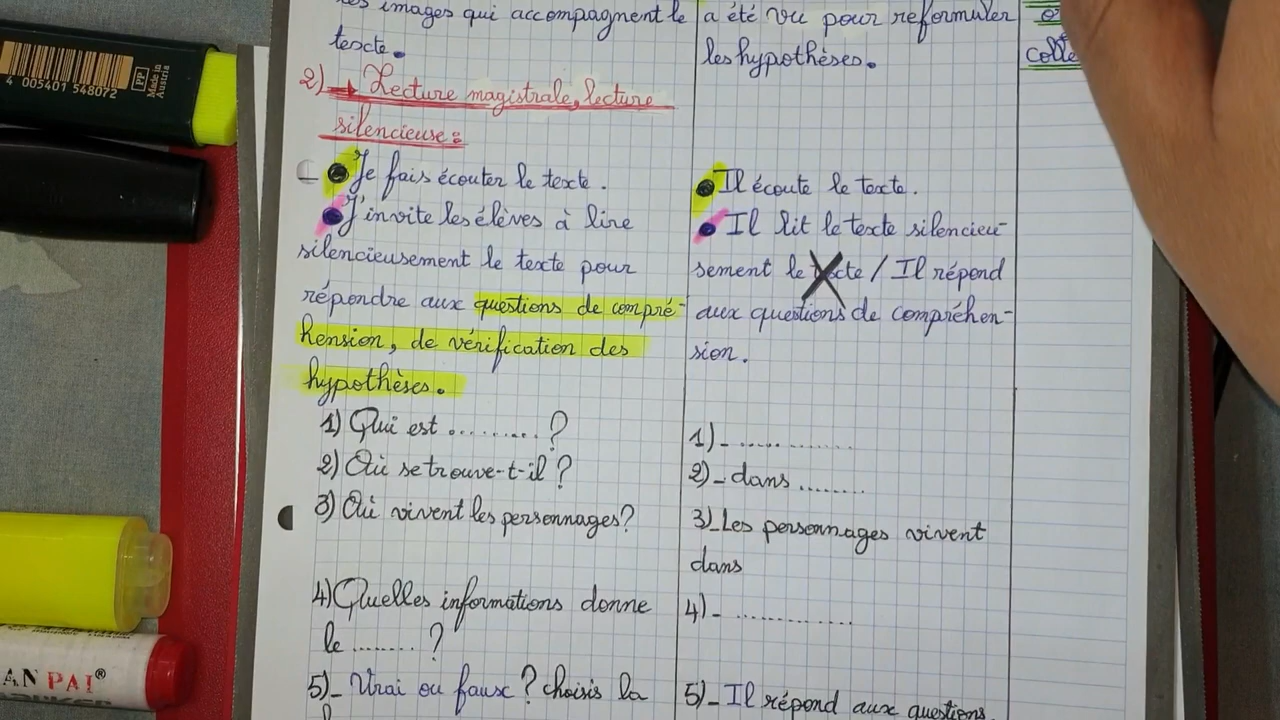 images qui accompagnent le
texte.
2) → Lecture magistrale, lecture
silencieuse :
Je fais écouter le texte.
J'invite les élèves à lire
silencieusement le texte pour
répondre aux questions de compré-
hension, de vérification des
hypothèses.
1) Qui est .......... ?
2) Où se trouve-t-il ?
3) Où vivent les personnages ?
4) Quelles informations donne
le ........ ?
5)_ Vrai ou faux ? choisis la
a été vu pour reformuler
les hypothèses.
Il écoute le texte.
Il lit le texte silencieu-
sement le texte / Il répond
aux questions de compréhen-
sion.
1)_ ..............
2)_ dans ........
3)_ Les personnages vivent
dans
4)_ ..............
5)_ Il répond aux questions.
colle
4 005401 548072
PP
Made in
Austria
ANPAI®